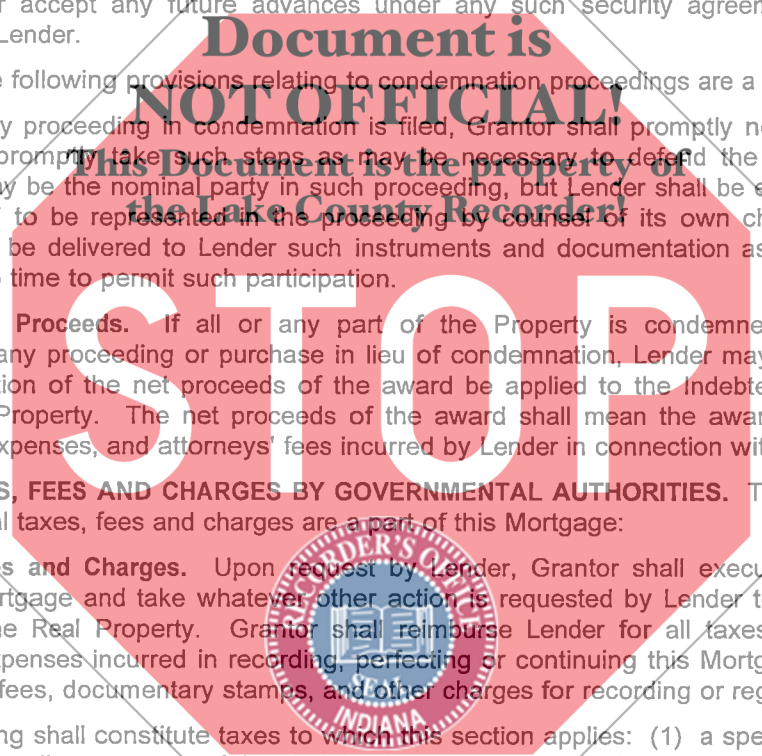 accept any future advances under any such security agreem
Lender.
Document is
following provisions relating to condemnation proceedings are a
NOT OFFICIAL!
y proceeding in condemnation is filed, Grantor shall promptly no
promptly take such steps as may be necessary to defend the
This Document is the property of
y be the nominal party in such proceeding, but Lender shall be e
to be represented in the proceeding by counsel of its own ch
the Lake County Recorder!
be delivered to Lender such instruments and documentation as
time to permit such participation.
STOP
Proceeds. If all or any part of the Property is condemne
any proceeding or purchase in lieu of condemnation, Lender may
tion of the net proceeds of the award be applied to the Indebte
Property. The net proceeds of the award shall mean the awar
xpenses, and attorneys' fees incurred by Lender in connection wit
S, FEES AND CHARGES BY GOVERNMENTAL AUTHORITIES. T
l taxes, fees and charges are a part of this Mortgage:
RECORDER'S OFFICE
es and Charges. Upon request by Lender, Grantor shall execu
rtgage and take whatever other action is requested by Lender t
e Real Property. Grantor shall reimburse Lender for all taxes
xpenses incurred in recording, perfecting or continuing this Mortg
fees, documentary stamps, and other charges for recording or reg
SEAL
INDIANA
ng shall constitute taxes to which this section applies: (1) a spe